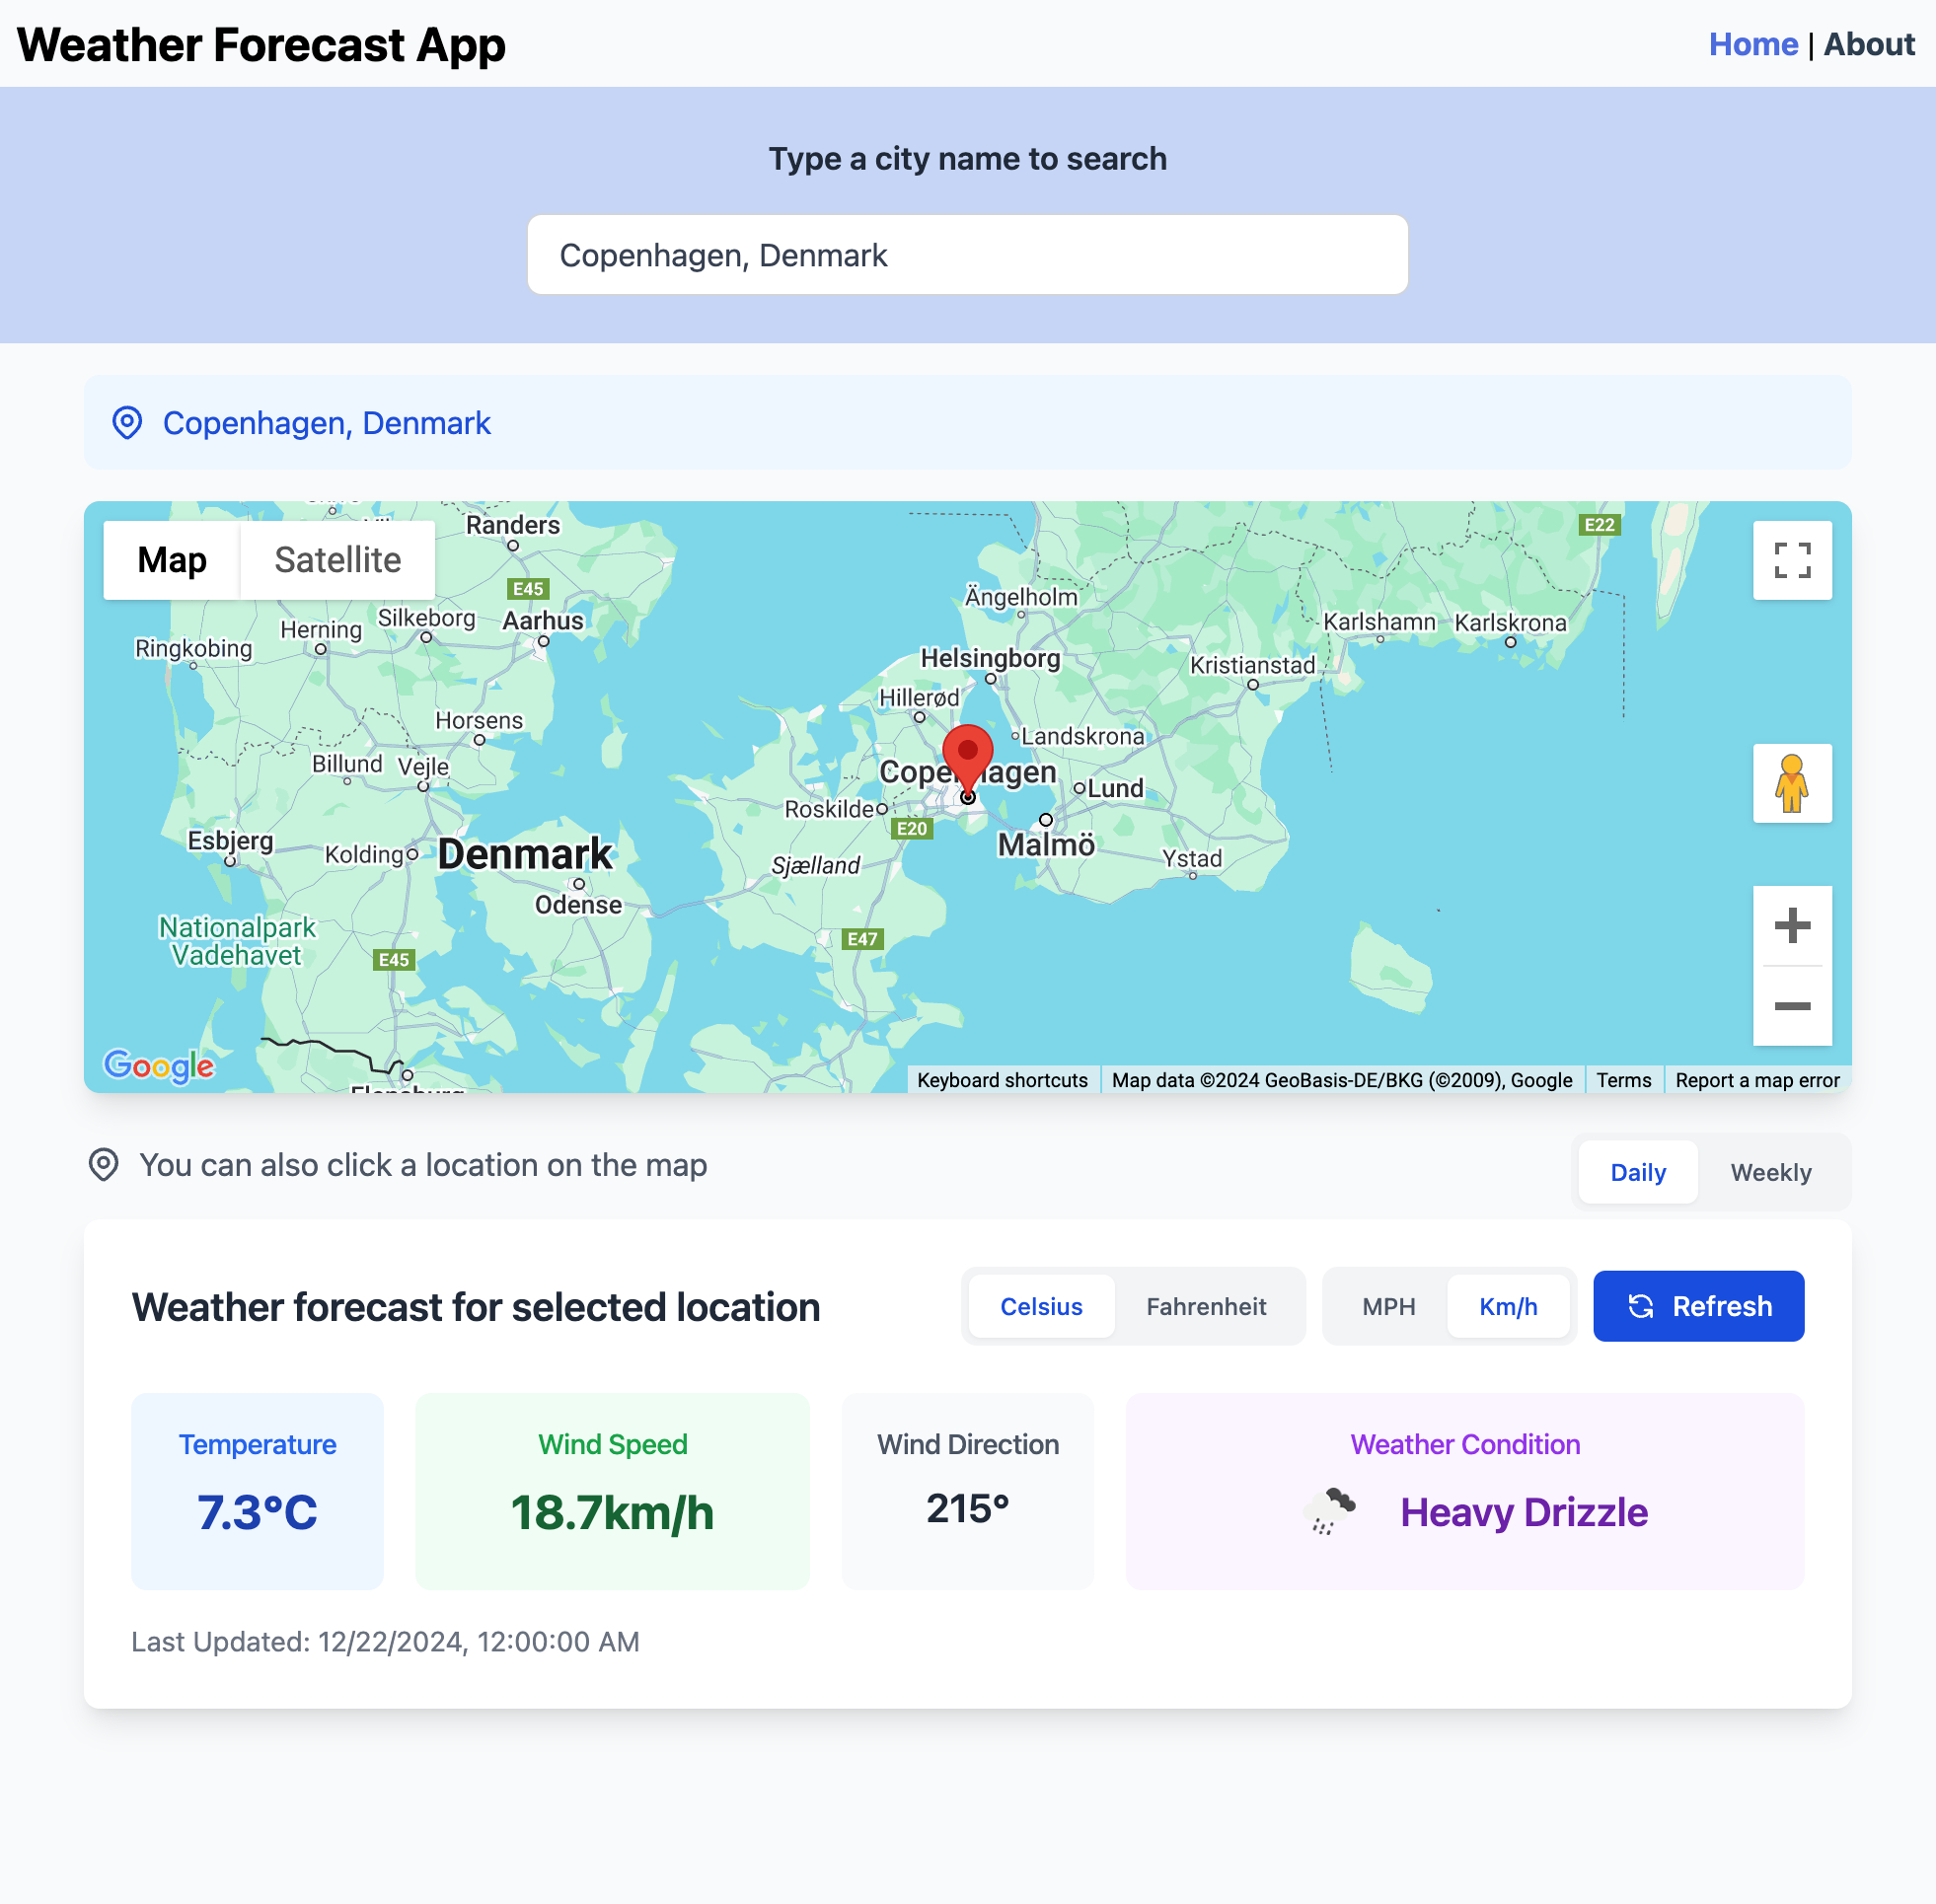 Weather Forecast App
Home | About
Type a city name to search
Copenhagen, Denmark
Copenhagen, Denmark
Map
Satellite
Randers
E45
E22
Ängelholm
Silkeborg
Aarhus
Herning
Karlshamn
Karlskrona
Ringkobing
Helsingborg
Kristianstad
Hillerød
Horsens
Landskrona
Billund
Vejle
Copenhagen
Lund
Roskilde
E20
Esbjerg
Kolding
Denmark
Malmö
Sjælland
Ystad
Odense
Nationalpark
Vadehavet
E47
E45
Google
Keyboard shortcuts
Map data ©2024 GeoBasis-DE/BKG (©2009), Google
Terms
Report a map error
You can also click a location on the map
Daily
Weekly
Weather forecast for selected location
Celsius
Fahrenheit
MPH
Km/h
Refresh
Temperature
Wind Speed
Wind Direction
Weather Condition
7.3°C
18.7km/h
215°
Heavy Drizzle
Last Updated: 12/22/2024, 12:00:00 AM